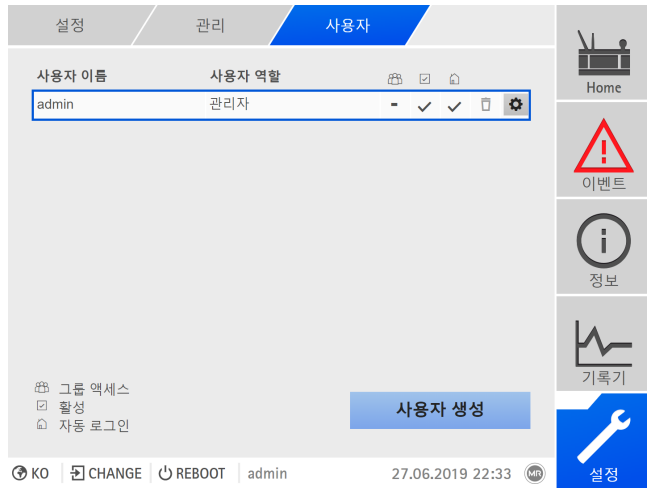 설정 관리 사용자
사용자 이름 사용자 역할
admin 관리자
그룹 액세스
활성
자동 로그인
사용자 생성
Home
이벤트
정보
기록기
설정
KO CHANGE REBOOT admin 27.06.2019 22:33 MR